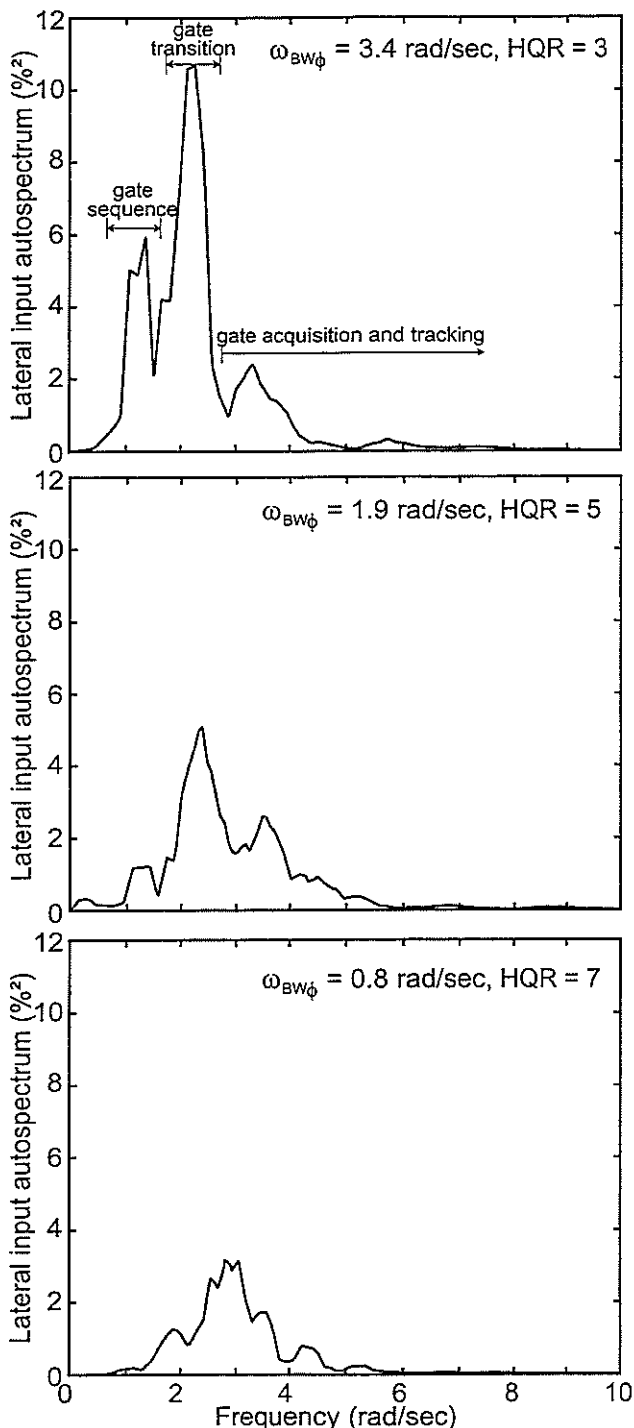 12
10
8
6
4
2
0
Lateral input autospectrum (%²)
gate
transition
ω_BWϕ = 3.4 rad/sec, HQR = 3
gate
sequence
gate acquisition and tracking
12
10
8
6
4
2
0
Lateral input autospectrum (%²)
ω_BWϕ = 1.9 rad/sec, HQR = 5
12
10
8
6
4
2
0
Lateral input autospectrum (%²)
ω_BWϕ = 0.8 rad/sec, HQR = 7
0 2 4 6 8 10
Frequency (rad/sec)